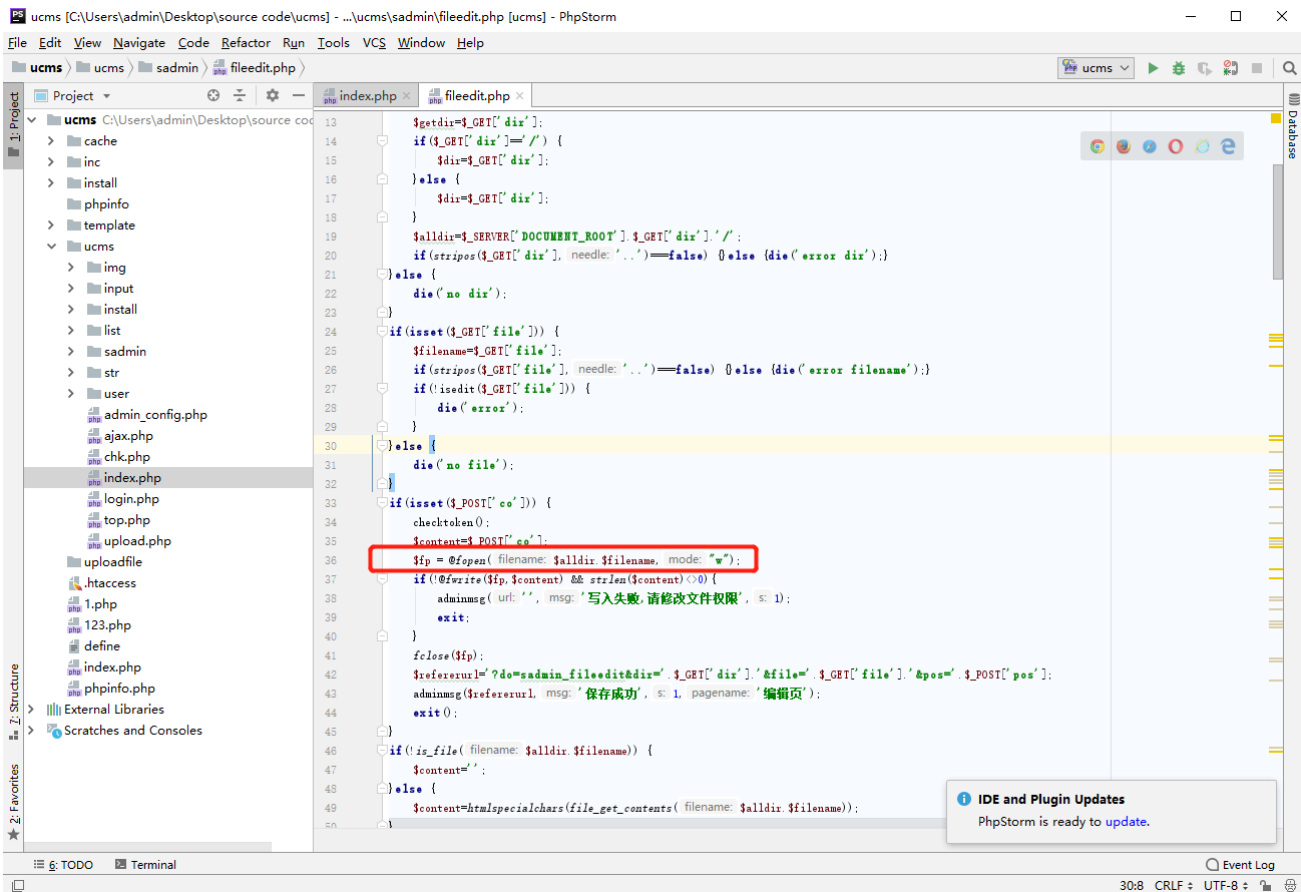 ucms [C:\Users\admin\Desktop\source code\ucms] - ...\ucms\sadmin\fileedit.php [ucms] - PhpStorm
File Edit View Navigate Code Refactor Run Tools VCS Window Help
ucms ucms sadmin fileedit.php ucms
Project index.php fileedit.php
1: Project
7: Structure
2: Favorites
Database
ucms C:\Users\admin\Desktop\source coc
cache
inc
install
phpinfo
template
ucms
img
input
install
list
sadmin
str
user
admin_config.php
ajax.php
chk.php
index.php
login.php
top.php
upload.php
uploadfile
.htaccess
1.php
123.php
define
index.php
phpinfo.php
External Libraries
Scratches and Consoles
13 $getdir=$_GET['dir'];
14 if($_GET['dir']=='/') {
15 $dir=$_GET['dir'];
16 }else {
17 $dir=$_GET['dir'];
18 }
19 $alldir=$_SERVER['DOCUMENT_ROOT'].$_GET['dir'].'/';
20 if(stripos($_GET['dir'], needle: '..')===false) {}else {die('error dir');}
21 }else {
22 die('no dir');
23 }
24 if(isset($_GET['file'])) {
25 $filename=$_GET['file'];
26 if(stripos($_GET['file'], needle: '..')===false) {}else {die('error filename');}
27 if(!isedit($_GET['file'])) {
28 die('error');
29 }
30 }else {
31 die('no file');
32 }
33 if(isset($_POST['co'])) {
34 checktoken();
35 $content=$_POST['co'];
36 $fp = @fopen( filename: $alldir.$filename, mode: "w");
37 if(!@fwrite($fp,$content) && strlen($content)<>0){
38 adminmsg( url: '', msg: '写入失败,请修改文件权限', s: 1);
39 exit;
40 }
41 fclose($fp);
42 $refererurl='?do=sadmin_fileedit&dir='.$_GET['dir'].'&file='.$_GET['file'].'&pos='.$_POST['pos'];
43 adminmsg($refererurl, msg: '保存成功', s: 1, pagename: '编辑页');
44 exit();
45 }
46 if(!is_file( filename: $alldir.$filename)) {
47 $content='';
48 }else {
49 $content=htmlspecialchars(file_get_contents( filename: $alldir.$filename));
50 }
IDE and Plugin Updates
PhpStorm is ready to update.
6: TODO Terminal Event Log
30:8 CRLF UTF-8